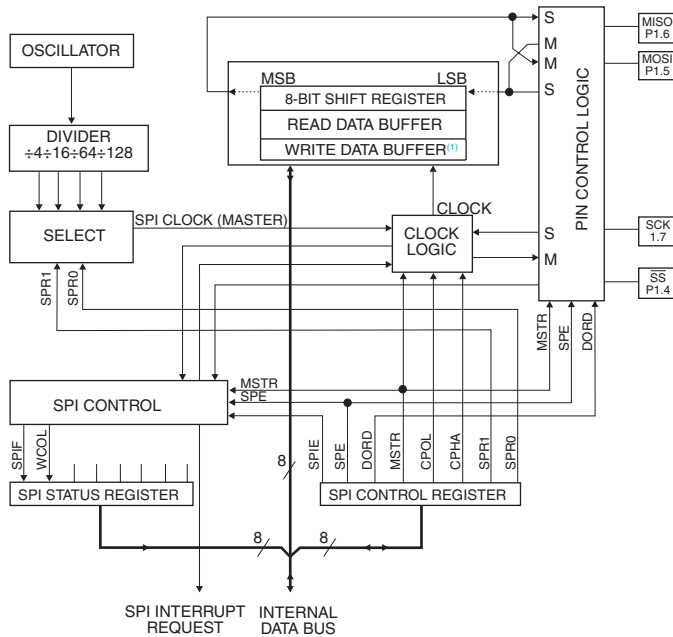 OSCILLATOR
DIVIDER
÷4÷16÷64÷128
SELECT
SPI CLOCK (MASTER)
SPR1
SPR0
MSB
LSB
8-BIT SHIFT REGISTER
READ DATA BUFFER
WRITE DATA BUFFER(1)
CLOCK
CLOCK
LOGIC
S
M
M
S
S
M
PIN CONTROL LOGIC
MISO
P1.6
MOSI
P1.5
SCK
1.7
SS
P1.4
MSTR
SPE
DORD
SPI CONTROL
MSTR
SPE
SPIF
WCOL
SPI STATUS REGISTER
SPIE
SPE
DORD
MSTR
CPOL
CPHA
SPR1
SPR0
SPI CONTROL REGISTER
8
8
8
SPI INTERRUPT
REQUEST
INTERNAL
DATA BUS